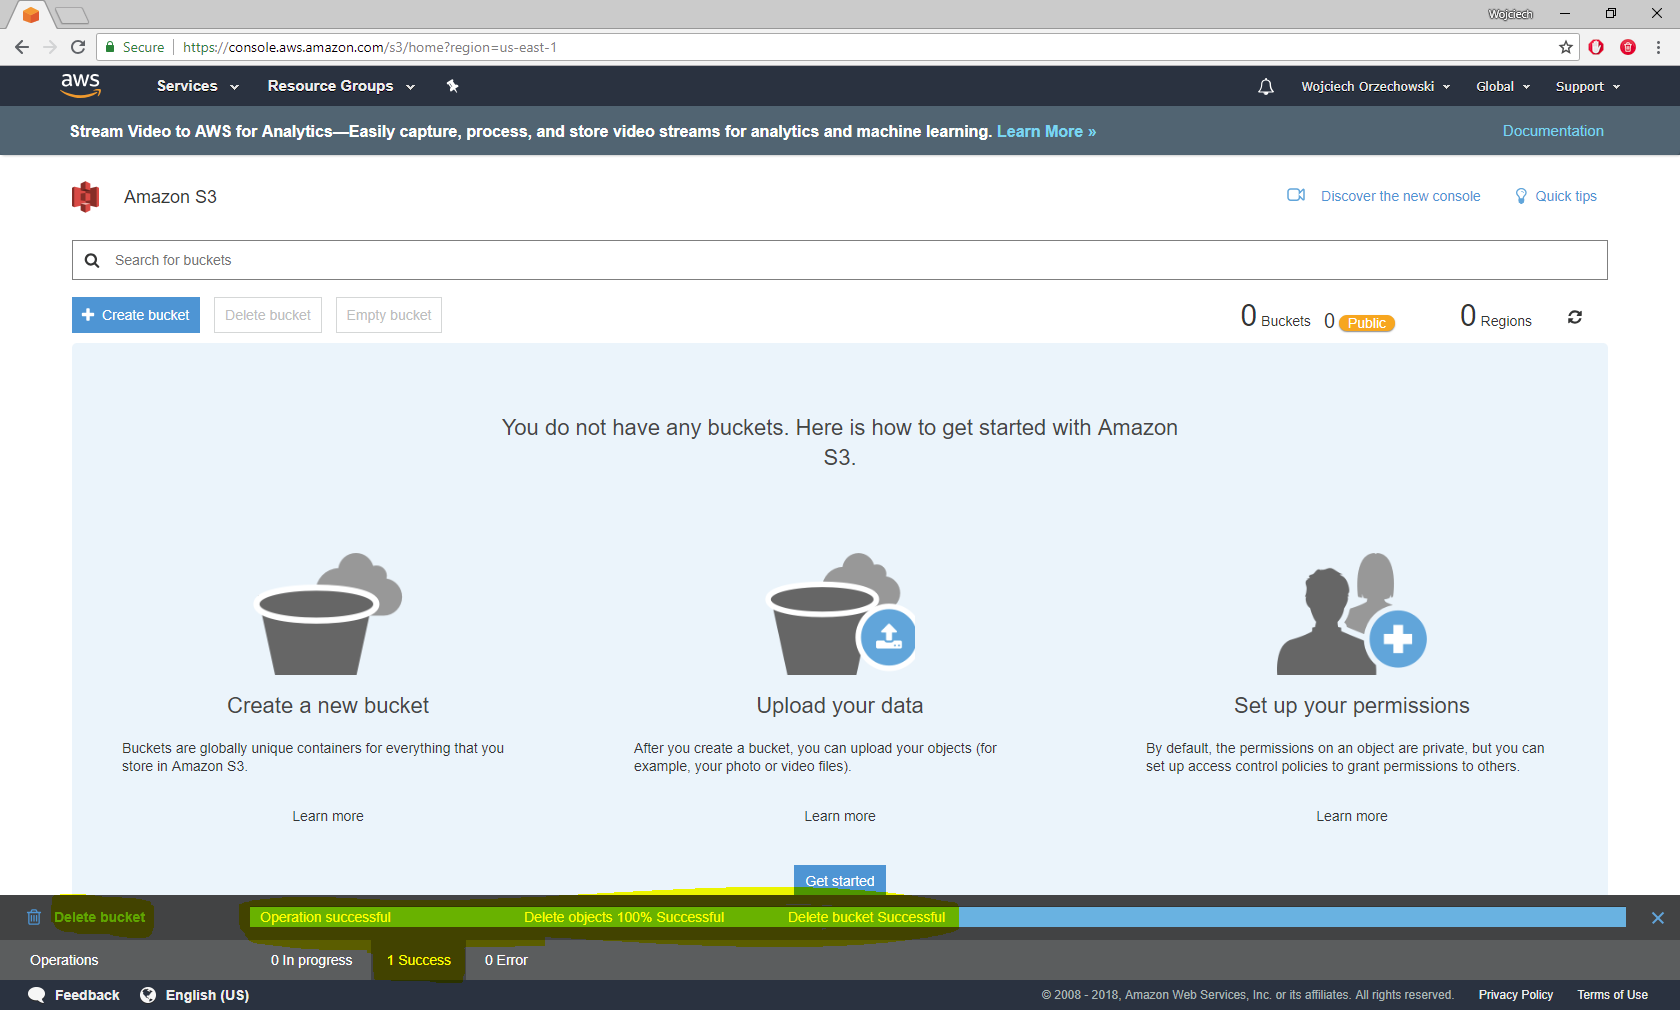 Wojciech
Secure https://console.aws.amazon.com/s3/home?region=us-east-1
aws Services Resource Groups Wojciech Orzechowski Global Support
Stream Video to AWS for Analytics—Easily capture, process, and store video streams for analytics and machine learning. Learn More » Documentation
Amazon S3 Discover the new console Quick tips
Search for buckets
Create bucket Delete bucket Empty bucket 0 Buckets 0 Public 0 Regions
You do not have any buckets. Here is how to get started with Amazon
S3.
Create a new bucket
Buckets are globally unique containers for everything that you
store in Amazon S3.
Learn more
Upload your data
After you create a bucket, you can upload your objects (for
example, your photo or video files).
Learn more
Set up your permissions
By default, the permissions on an object are private, but you can
set up access control policies to grant permissions to others.
Learn more
Get started
Delete bucket Operation successful Delete objects 100% Successful Delete bucket Successful
Operations 0 In progress 1 Success 0 Error
Feedback English (US) © 2008 - 2018, Amazon Web Services, Inc. or its affiliates. All rights reserved. Privacy Policy Terms of Use